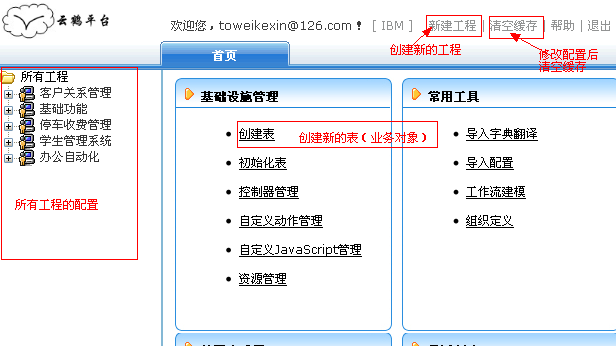 云鹤平台
欢迎您，toweikexin@126.com！ [ IBM ] 新建工程 | 清空缓存 | 帮助 | 退出
创建新的工程
修改配置后
清空缓存
首页
所有工程
客户关系管理
基础功能
停车收费管理
学生管理系统
办公自动化
所有工程的配置
基础设施管理
创建表
创建新的表（业务对象）
初始化表
控制器管理
自定义动作管理
自定义JavaScript管理
资源管理
常用工具
导入字典翻译
导入配置
工作流建模
组织定义